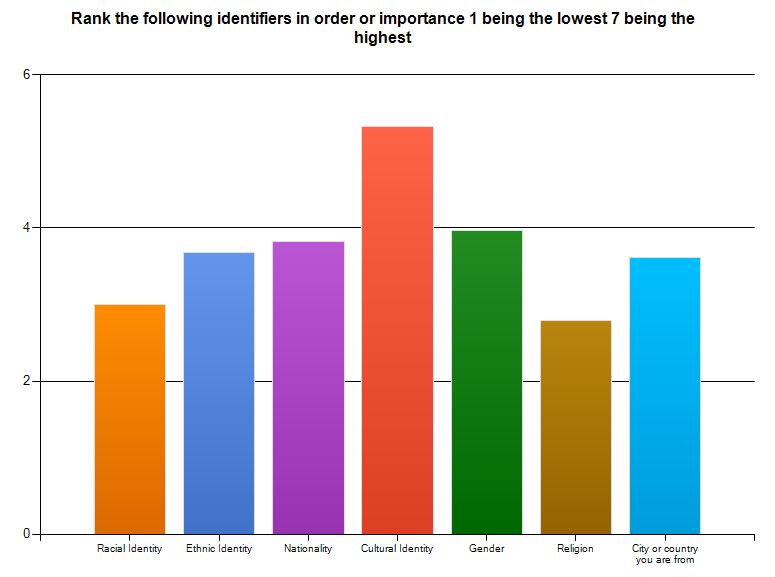 Rank the following identifiers in order or importance 1 being the lowest 7 being the
highest
6
4
2
0
Racial Identity
Ethnic Identity
Nationality
Cultural Identity
Gender
Religion
City or country
you are from